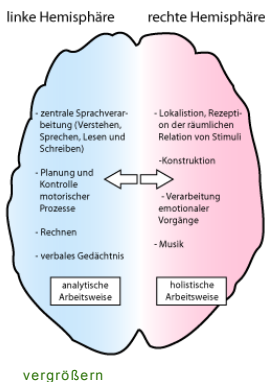 linke Hemisphäre
rechte Hemisphäre
- zentrale Sprachverar-
beitung (Verstehen,
Sprechen, Lesen und
Schreiben)
- Planung und
Kontrolle
motorischer
Prozesse
- Rechnen
- verbales Gedächtnis
analytische
Arbeitsweise
- Lokalistion, Rezepti-
on der räumlichen
Relation von Stimuli
-Konstruktion
- Verarbeitung
emotionaler
Vorgänge
- Musik
holistische
Arbeitsweise
vergrößern